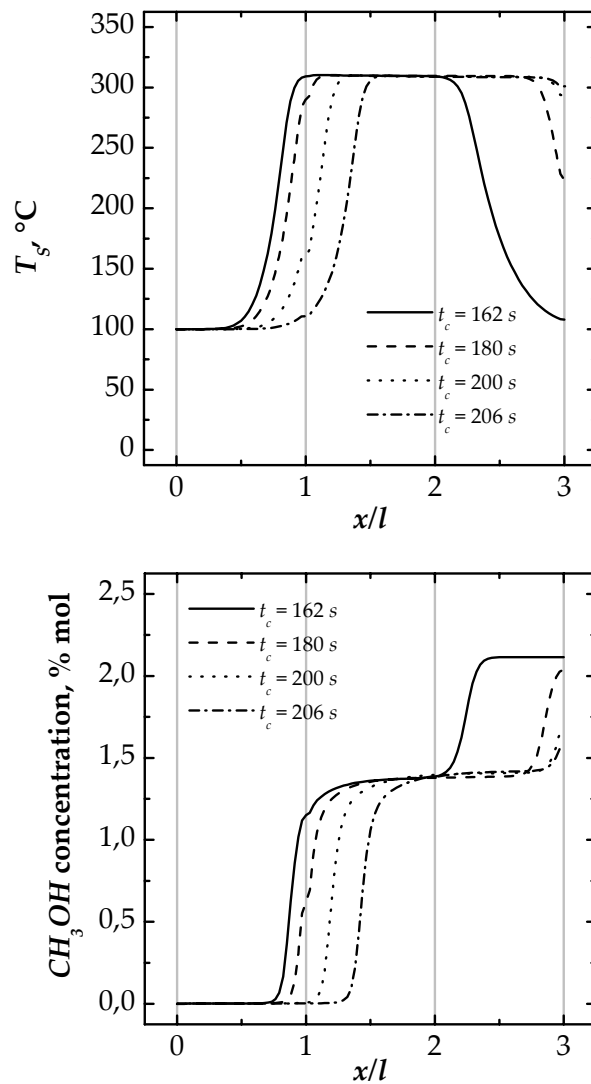 350
300
250
200
150
100
50
0
T_s, °C
t_c = 162 s
t_c = 180 s
t_c = 200 s
t_c = 206 s
0 1 2 3
x/l
2,5
2,0
1,5
1,0
0,5
0,0
CH_3OH concentration, % mol
t_c = 162 s
t_c = 180 s
t_c = 200 s
t_c = 206 s
0 1 2 3
x/l